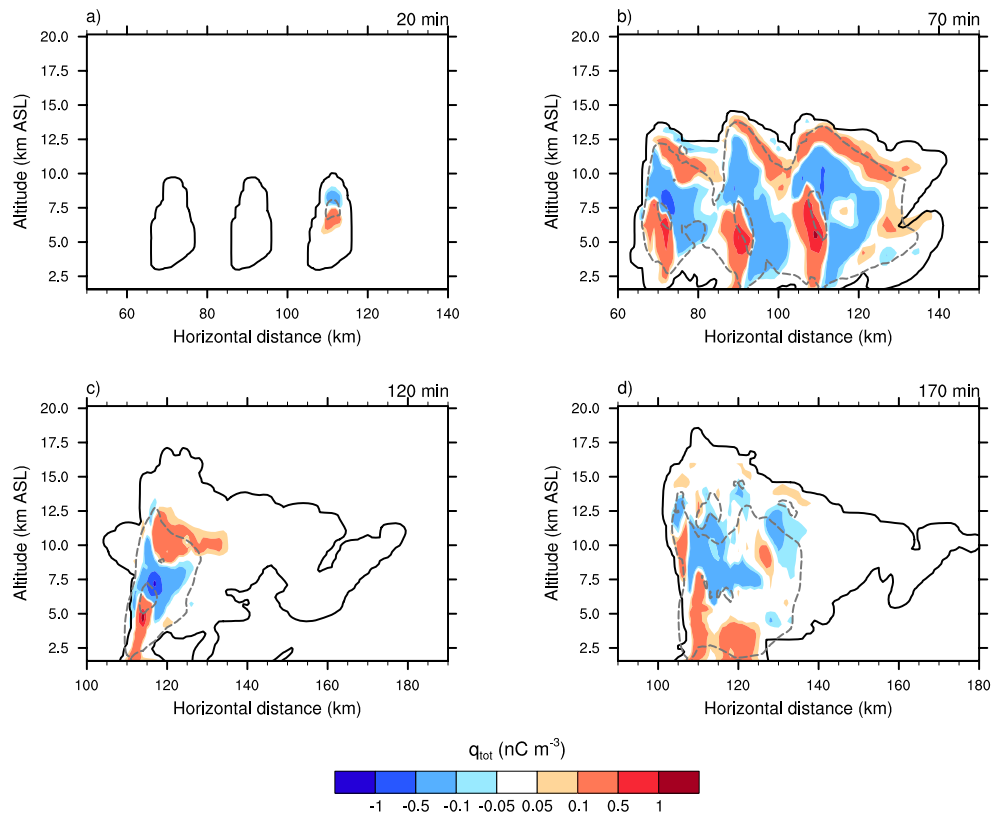 a) 20 min
20.0
17.5
15.0
12.5
10.0
7.5
5.0
2.5
Altitude (km ASL)
60 80 100 120 140
Horizontal distance (km)
b) 70 min
20.0
17.5
15.0
12.5
10.0
7.5
5.0
2.5
Altitude (km ASL)
60 80 100 120 140
Horizontal distance (km)
c) 120 min
20.0
17.5
15.0
12.5
10.0
7.5
5.0
2.5
Altitude (km ASL)
100 120 140 160 180
Horizontal distance (km)
d) 170 min
20.0
17.5
15.0
12.5
10.0
7.5
5.0
2.5
Altitude (km ASL)
100 120 140 160 180
Horizontal distance (km)
q_tot (nC m⁻³)
-1 -0.5 -0.1 -0.05 0.05 0.1 0.5 1